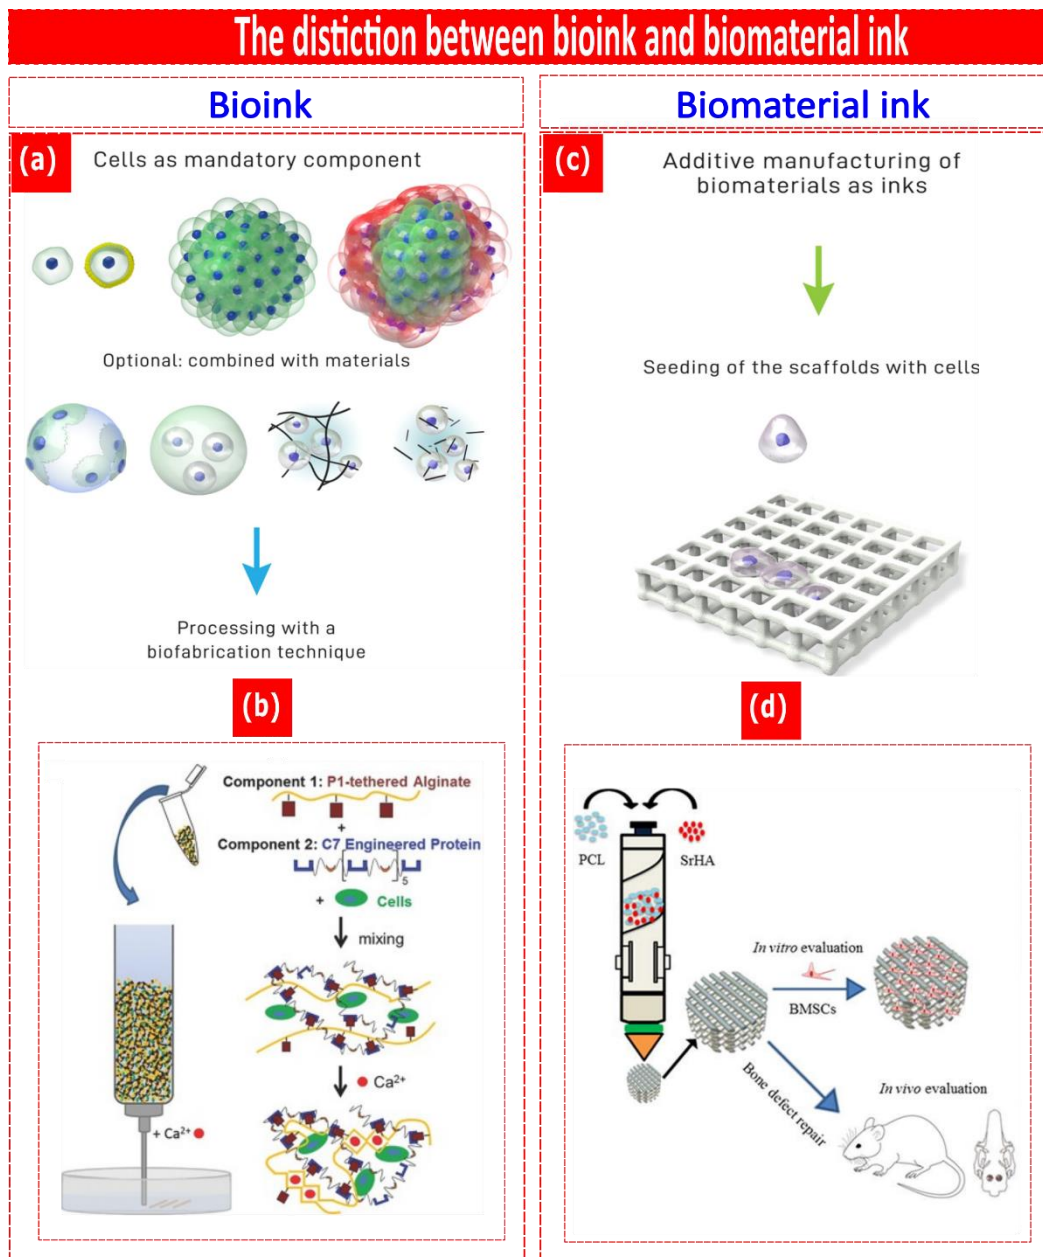 The distiction between bioink and biomaterial ink
Bioink
(a)
Cells as mandatory component
Optional: combined with materials
Processing with a
biofabrication technique
(b)
Component 1: P1-tethered Alginate
+
Component 2: C7 Engineered Protein
5
+ Cells
mixing
Ca²⁺
+ Ca²⁺
Biomaterial ink
(c)
Additive manufacturing of
biomaterials as inks
Seeding of the scaffolds with cells
(d)
PCL
SrHA
In vitro evaluation
BMSCs
Bone defect repair
In vivo evaluation